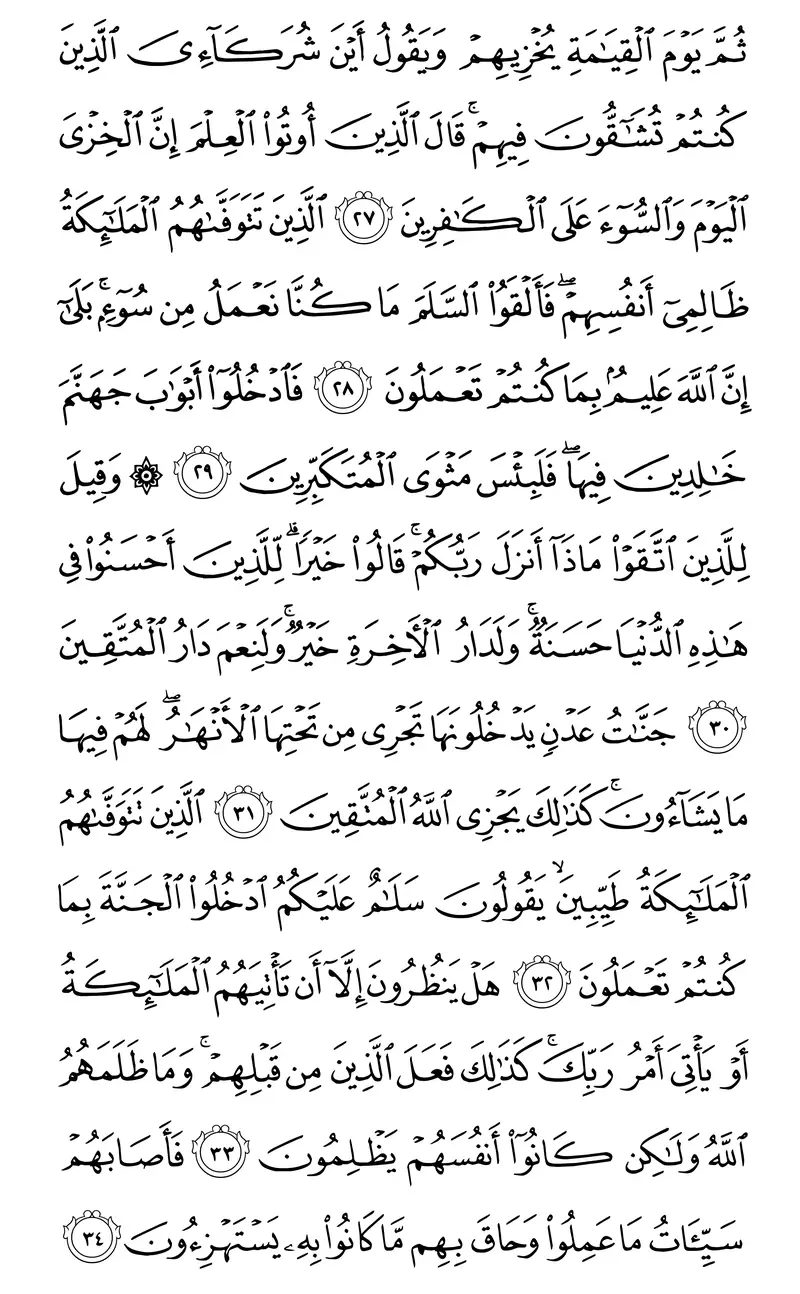 ثُمَّ يَوْمَ ٱلْقِيَٰمَةِ يُخْزِيهِمْ وَيَقُولُ أَيْنَ شُرَكَآءِىَ ٱلَّذِينَ
كُنتُمْ تُشَٰٓقُّونَ فِيهِمْ ۚ قَالَ ٱلَّذِينَ أُوتُوا۟ ٱلْعِلْمَ إِنَّ ٱلْخِزْىَ
ٱلْيَوْمَ وَٱلسُّوٓءَ عَلَى ٱلْكَٰفِرِينَ ٢٧ ٱلَّذِينَ تَتَوَفَّىٰهُمُ ٱلْمَلَٰٓئِكَةُ
ظَالِمِىٓ أَنفُسِهِمْ ۖ فَأَلْقَوُا۟ ٱلسَّلَمَ مَا كُنَّا نَعْمَلُ مِن سُوٓءٍۭ ۚ بَلَىٰٓ
إِنَّ ٱللَّهَ عَلِيمٌۢ بِمَا كُنتُمْ تَعْمَلُونَ ٢٨ فَٱدْخُلُوٓا۟ أَبْوَٰبَ جَهَنَّمَ
خَٰلِدِينَ فِيهَا ۖ فَلَبِئْسَ مَثْوَى ٱلْمُتَكَبِّرِينَ ٢٩ ۞ وَقِيلَ
لِلَّذِينَ ٱتَّقَوْا۟ مَاذَآ أَنزَلَ رَبُّكُمْ ۚ قَالُوا۟ خَيْرًا ۗ لِّلَّذِينَ أَحْسَنُوا۟ فِى
هَٰذِهِ ٱلدُّنْيَا حَسَنَةٌ ۚ وَلَدَارُ ٱلْءَاخِرَةِ خَيْرٌ ۚ وَلَنِعْمَ دَارُ ٱلْمُتَّقِينَ
٣٠ جَنَّٰتُ عَدْنٍ يَدْخُلُونَهَا تَجْرِى مِن تَحْتِهَا ٱلْأَنْهَٰرُ ۖ لَهُمْ فِيهَا
مَا يَشَآءُونَ ۚ كَذَٰلِكَ يَجْزِى ٱللَّهُ ٱلْمُتَّقِينَ ٣١ ٱلَّذِينَ تَتَوَفَّىٰهُمُ
ٱلْمَلَٰٓئِكَةُ طَيِّبِينَ ۙ يَقُولُونَ سَلَٰمٌ عَلَيْكُمُ ٱدْخُلُوا۟ ٱلْجَنَّةَ بِمَا
كُنتُمْ تَعْمَلُونَ ٣٢ هَلْ يَنظُرُونَ إِلَّآ أَن تَأْتِيَهُمُ ٱلْمَلَٰٓئِكَةُ
أَوْ يَأْتِىَ أَمْرُ رَبِّكَ ۚ كَذَٰلِكَ فَعَلَ ٱلَّذِينَ مِن قَبْلِهِمْ ۚ وَمَا ظَلَمَهُمُ
ٱللَّهُ وَلَٰكِن كَانُوٓا۟ أَنفُسَهُمْ يَظْلِمُونَ ٣٣ فَأَصَابَهُمْ
سَيِّـَٔاتُ مَا عَمِلُوا۟ وَحَاقَ بِهِم مَّا كَانُوا۟ بِهِۦ يَسْتَهْزِءُونَ ٣٤